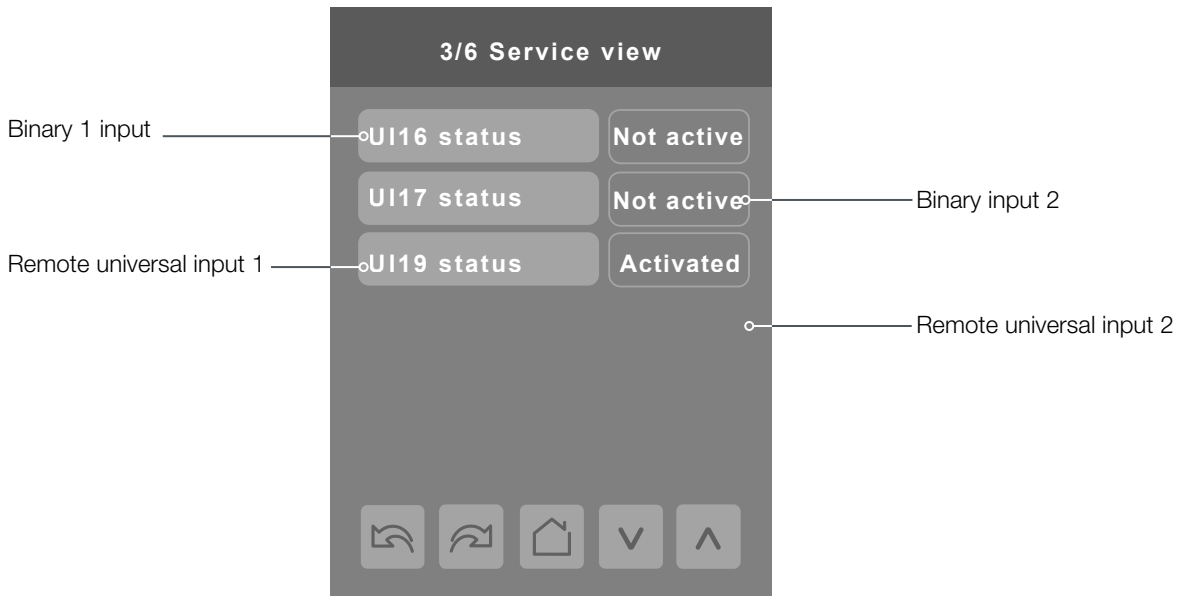 3/6 Service view
Binary 1 input
UI16 status
Not active
UI17 status
Not active
Binary input 2
Remote universal input 1
UI19 status
Activated
Remote universal input 2